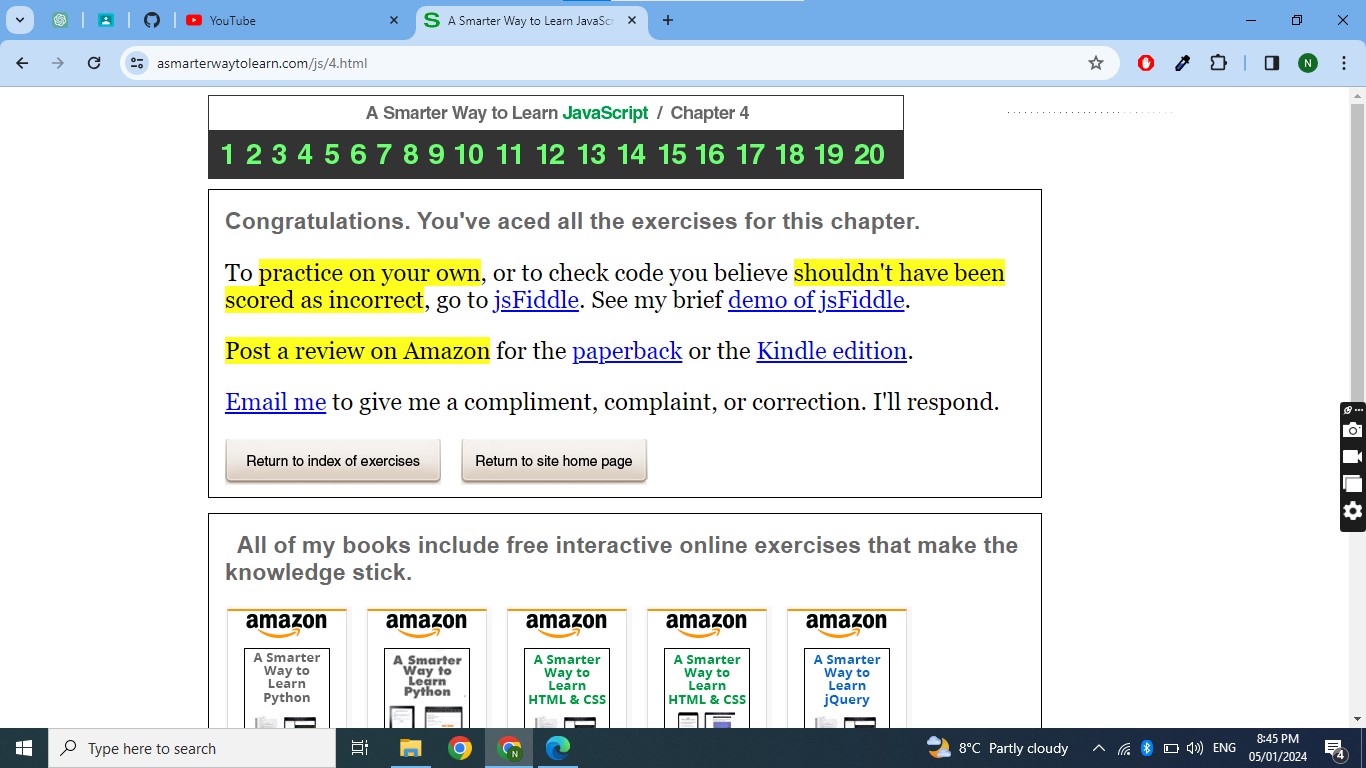 YouTube
A Smarter Way to Learn JavaSc
asmarterwaytolearn.com/js/4.html
N
A Smarter Way to Learn JavaScript / Chapter 4
1 2 3 4 5 6 7 8 9 10 11 12 13 14 15 16 17 18 19 20
Congratulations. You've aced all the exercises for this chapter.
To practice on your own, or to check code you believe shouldn't have been
scored as incorrect, go to jsFiddle. See my brief demo of jsFiddle.
Post a review on Amazon for the paperback or the Kindle edition.
Email me to give me a compliment, complaint, or correction. I'll respond.
Return to index of exercises Return to site home page
All of my books include free interactive online exercises that make the
knowledge stick.
amazon amazon amazon amazon amazon
A Smarter A Smarter A Smarter A Smarter A Smarter
Way to Way to Way to Way to Way to
Learn Learn Learn Learn Learn
Python Python HTML & CSS HTML & CSS jQuery
Type here to search
N
8°C Partly cloudy
ENG
8:45 PM
05/01/2024
4